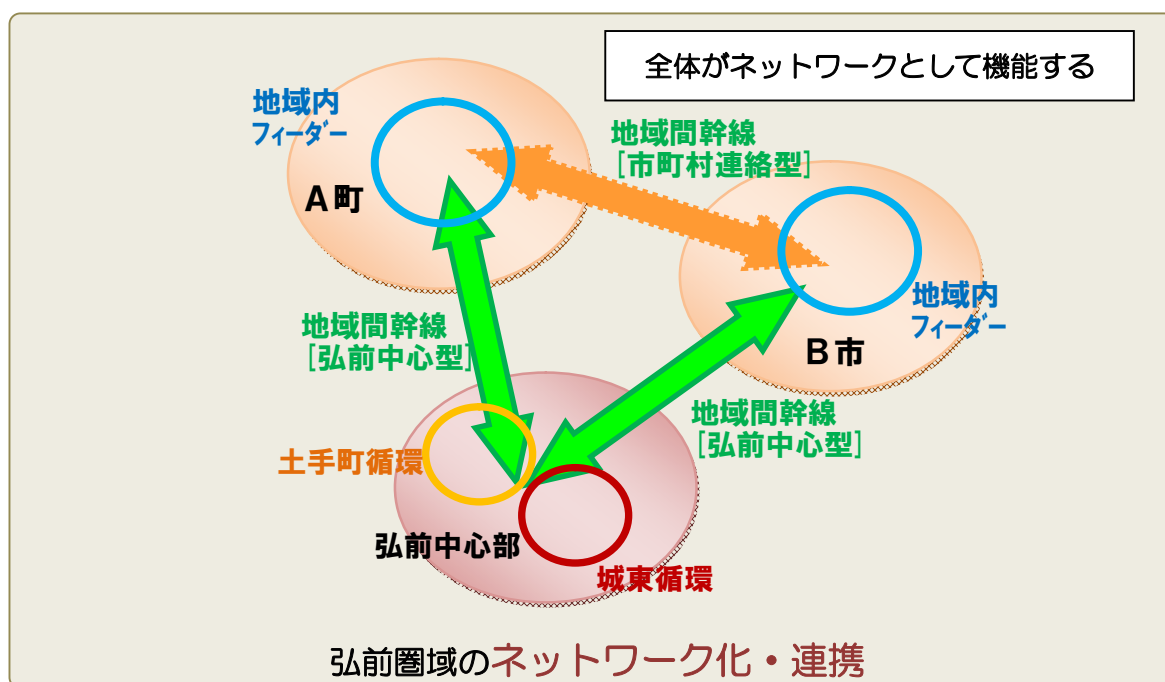 全体がネットワークとして機能する
地域内
フィーダー
A町
地域間幹線
[市町村連絡型]
地域内
フィーダー
B市
地域間幹線
[弘前中心型]
地域間幹線
[弘前中心型]
土手町循環
弘前中心部
城東循環
弘前圏域のネットワーク化・連携